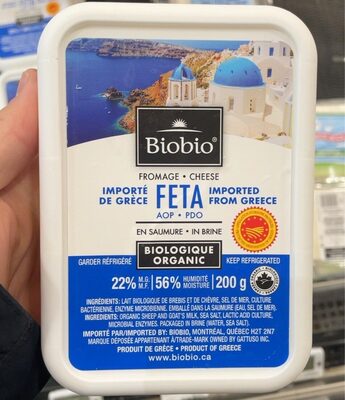 Biobio®
FROMAGE • CHEESE
IMPORTÉ DE GRÈCE
FETA
IMPORTED FROM GREECE
AOP • PDO
EN SAUMURE • IN BRINE
BIOLOGIQUE
ORGANIC
GARDER RÉFRIGÉRÉ
KEEP REFRIGERATED
22% M.G. M.F. 56% HUMIDITÉ MOISTURE 200 g
INGRÉDIENTS: LAIT BIOLOGIQUE DE BREBIS ET DE CHÈVRE, SEL DE MER, CULTURE
BACTÉRIENNE, ENZYME MICROBIENNE. EMBALLÉ DANS LA SAUMURE (EAU, SEL DE MER).
INGREDIENTS: ORGANIC SHEEP AND GOAT'S MILK, SEA SALT, LACTIC ACID CULTURE,
MICROBIAL ENZYMES. PACKAGED IN BRINE (WATER, SEA SALT).
IMPORTÉ PAR/IMPORTED BY: BIOBIO, MONTRÉAL, QUÉBEC H2T 2N7
MARQUE DÉPOSÉE APPARTENANT À/TRADE-MARK OWNED BY GATTUSO INC.
PRODUIT DE GRÈCE • PRODUCT OF GREECE
www.biobio.ca